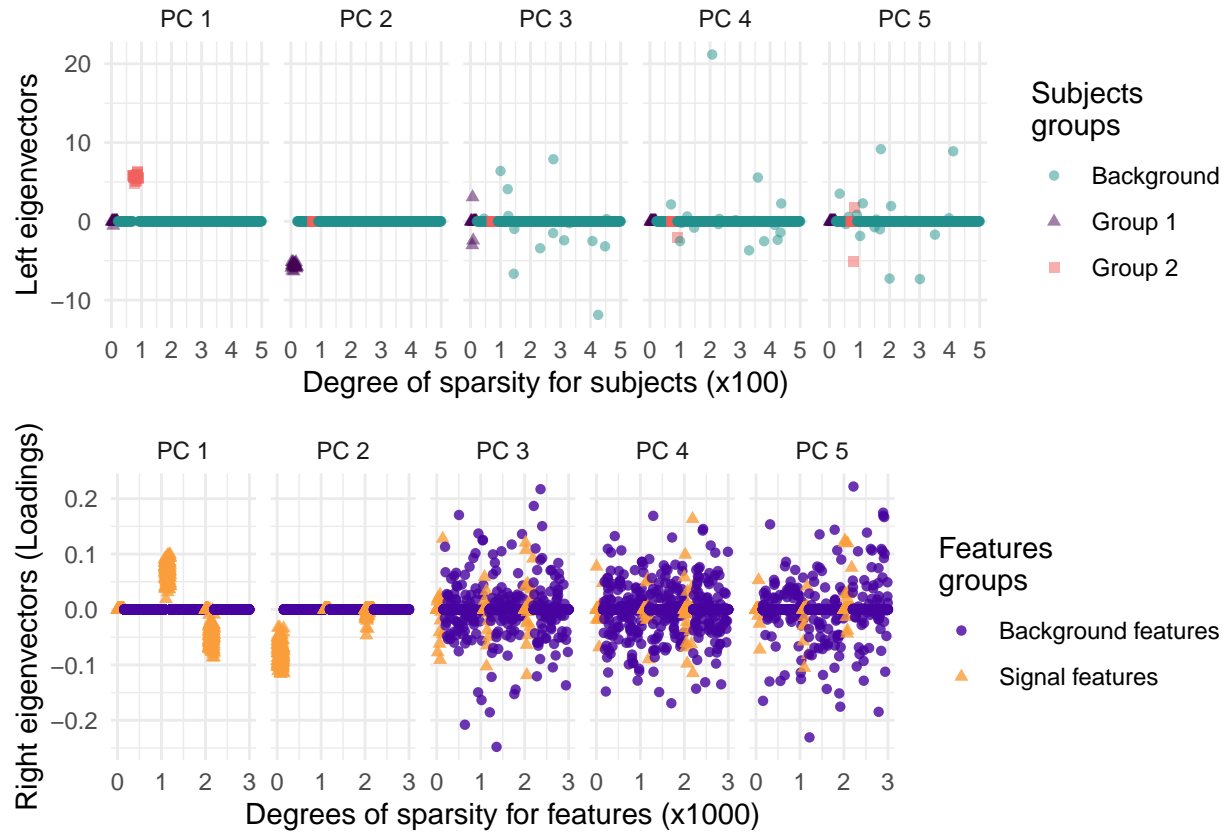 PC 1 PC 2 PC 3 PC 4 PC 5
Left eigenvectors
20
10
0
−10
0 1 2 3 4 5 0 1 2 3 4 5 0 1 2 3 4 5 0 1 2 3 4 5 0 1 2 3 4 5
Degree of sparsity for subjects (x100)
Subjects
groups
Background
Group 1
Group 2
PC 1 PC 2 PC 3 PC 4 PC 5
Right eigenvectors (Loadings)
0.2
0.1
0.0
−0.1
−0.2
0 1 2 3 0 1 2 3 0 1 2 3 0 1 2 3 0 1 2 3
Degrees of sparsity for features (x1000)
Features
groups
Background features
Signal features